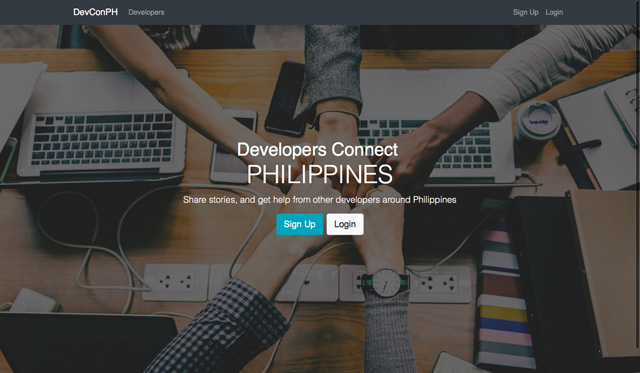 DevConPH Developers Sign Up Login
Developers Connect
PHILIPPINES
Share stories, and get help from other developers around Philippines
Sign Up Login